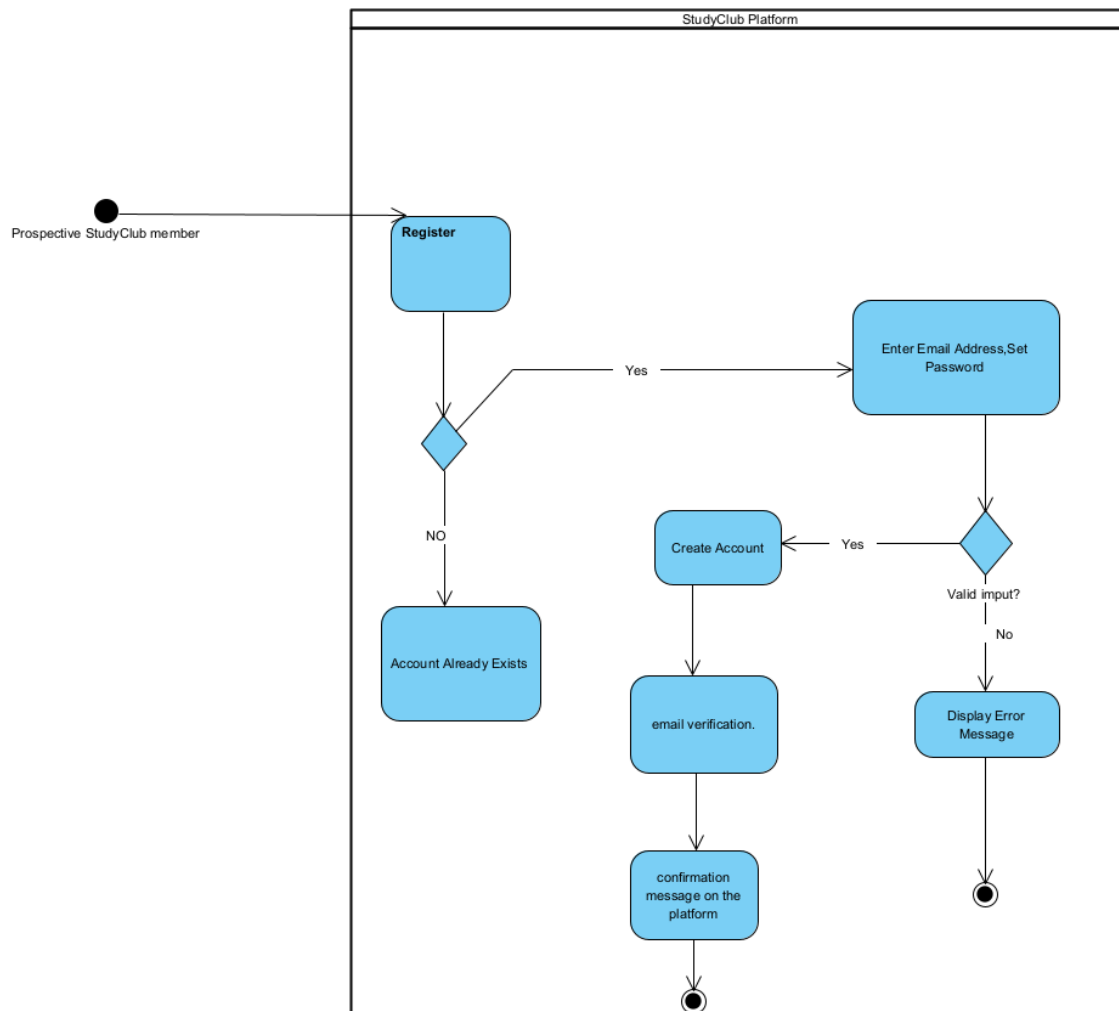 StudyClub Platform
Prospective StudyClub member
Register
Yes
Enter Email Address,Set
Password
NO
Account Already Exists
Create Account
Yes
Valid imput?
No
email verification.
Display Error
Message
confirmation
message on the
platform